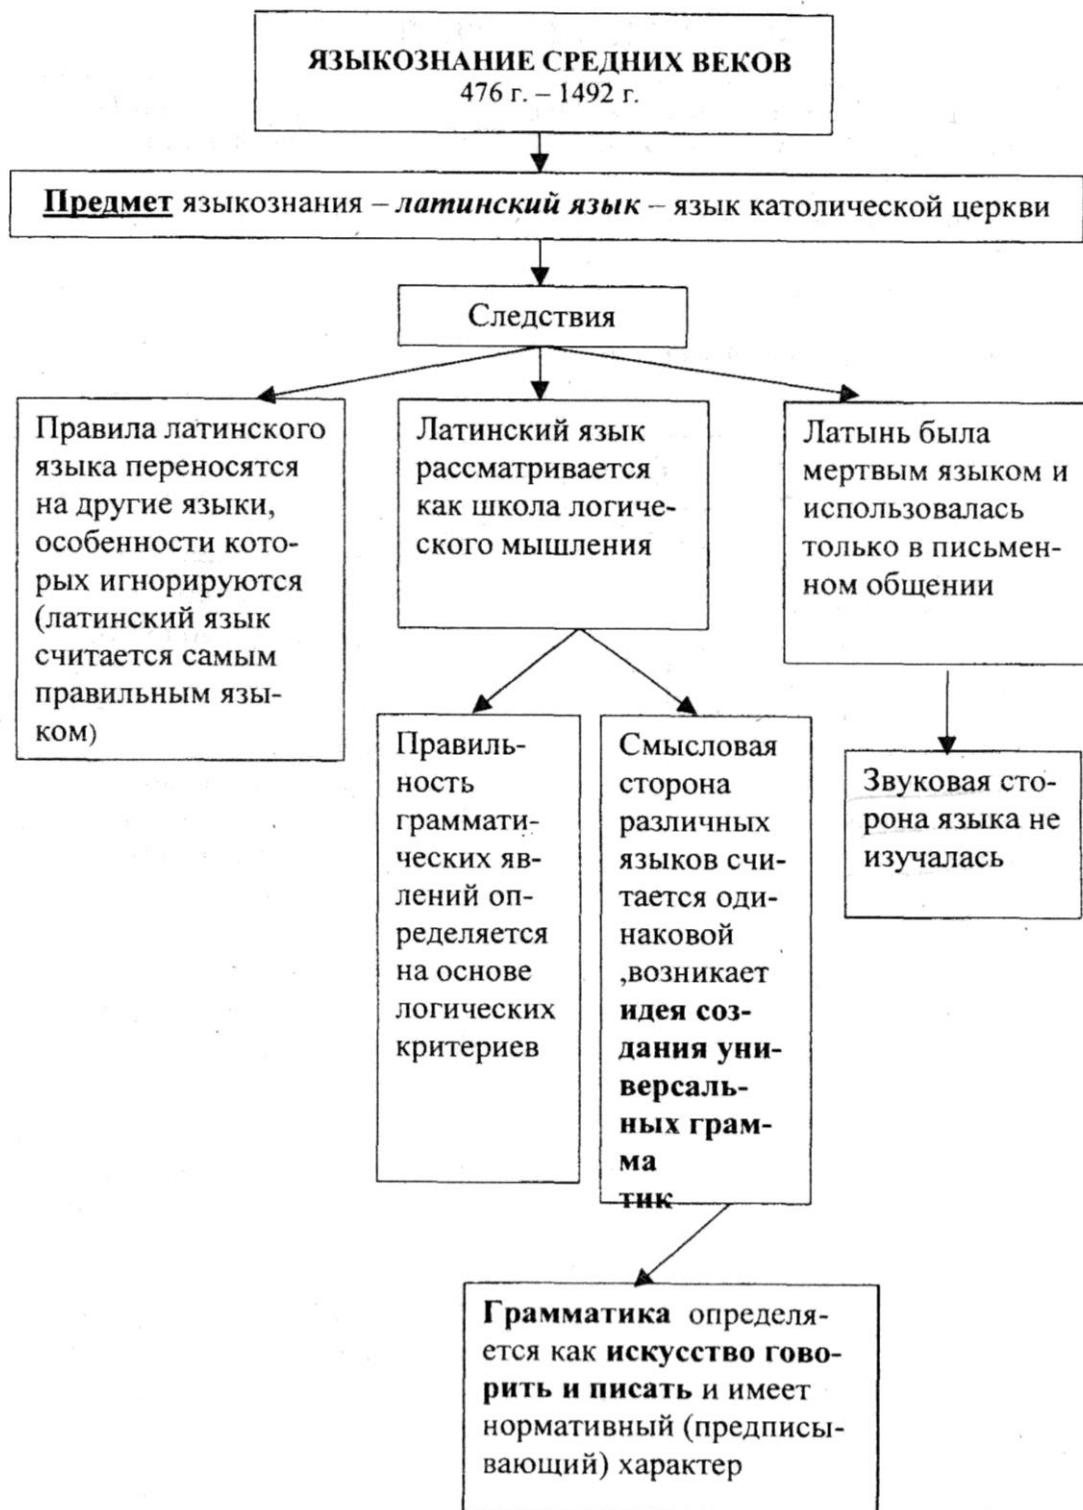 ЯЗЫКОЗНАНИЕ СРЕДНИХ ВЕКОВ
476 г. – 1492 г.
Предмет языкознания – латинский язык – язык католической церкви
Следствия
Правила латинского
языка переносятся
на другие языки,
особенности кото-
рых игнорируются
(латинский язык
считается самым
правильным язы-
ком)
Латинский язык
рассматривается
как школа логиче-
ского мышления
Латынь была
мертвым языком и
использовалась
только в письмен-
ном общении
Правиль-
ность
граммати-
ческих яв-
лений оп-
ределяется
на основе
логических
критериев
Смысловая
сторона
различных
языков счи-
тается оди-
наковой
,возникает
идея соз-
дания уни-
версаль-
ных грам-
ма
тик
Звуковая сто-
рона языка не
изучалась
Грамматика определя-
ется как искусство гово-
рить и писать и имеет
нормативный (предписы-
вающий) характер